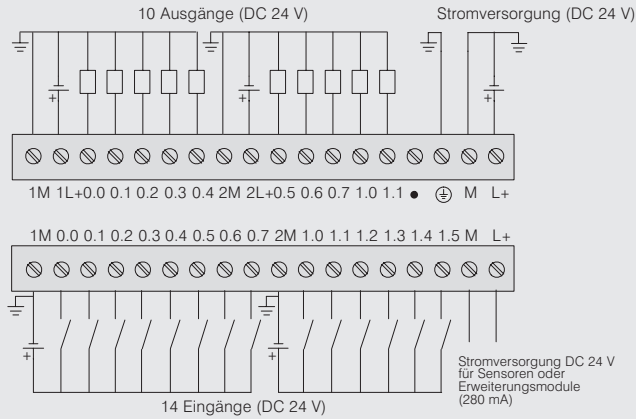 10 Ausgänge (DC 24 V) Stromversorgung (DC 24 V)
+ + +
1M 1L+0.0 0.1 0.2 0.3 0.4 2M 2L+0.5 0.6 0.7 1.0 1.1 ● M L+
1M 0.0 0.1 0.2 0.3 0.4 0.5 0.6 0.7 2M 1.0 1.1 1.2 1.3 1.4 1.5 M L+
+ +
Stromversorgung DC 24 V
für Sensoren oder
Erweiterungsmodule
(280 mA)
14 Eingänge (DC 24 V)